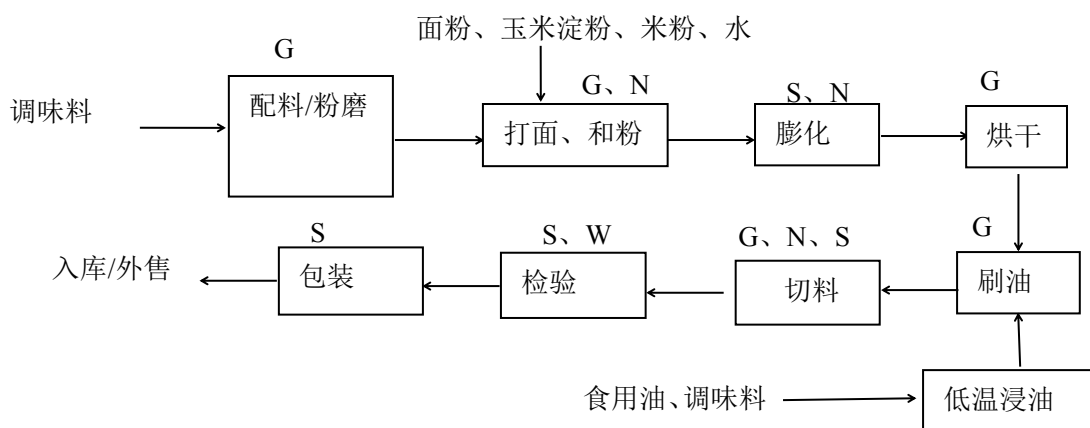 面粉、玉米淀粉、米粉、水
G
G、N
S、N
G
调味料
配料/粉磨
打面、和粉
膨化
烘干
S
S、W
G、N、S
G
入库/外售
包装
检验
切料
刷油
食用油、调味料
低温浸油